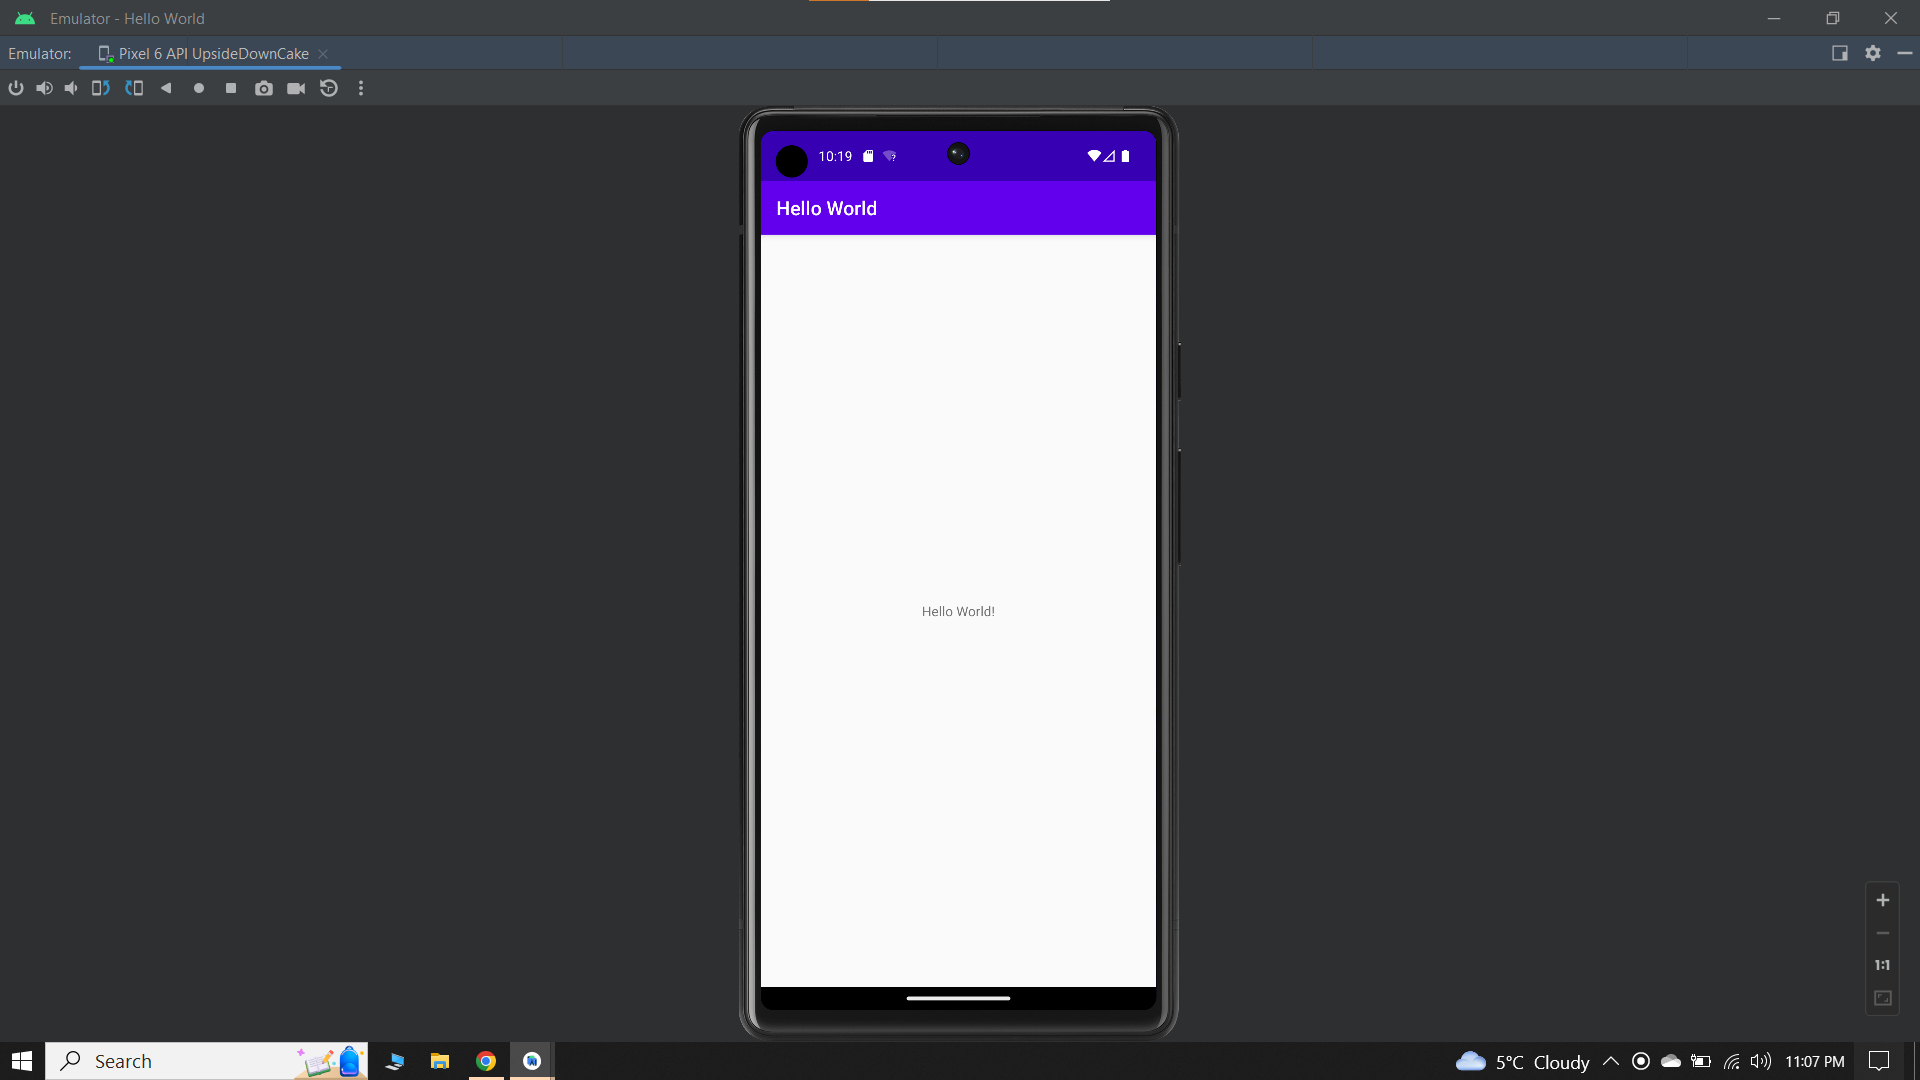 Emulator - Hello World
Emulator:
Pixel 6 API UpsideDownCake
10:19
Hello World
Hello World!
1:1
Search
5°C Cloudy
11:07 PM